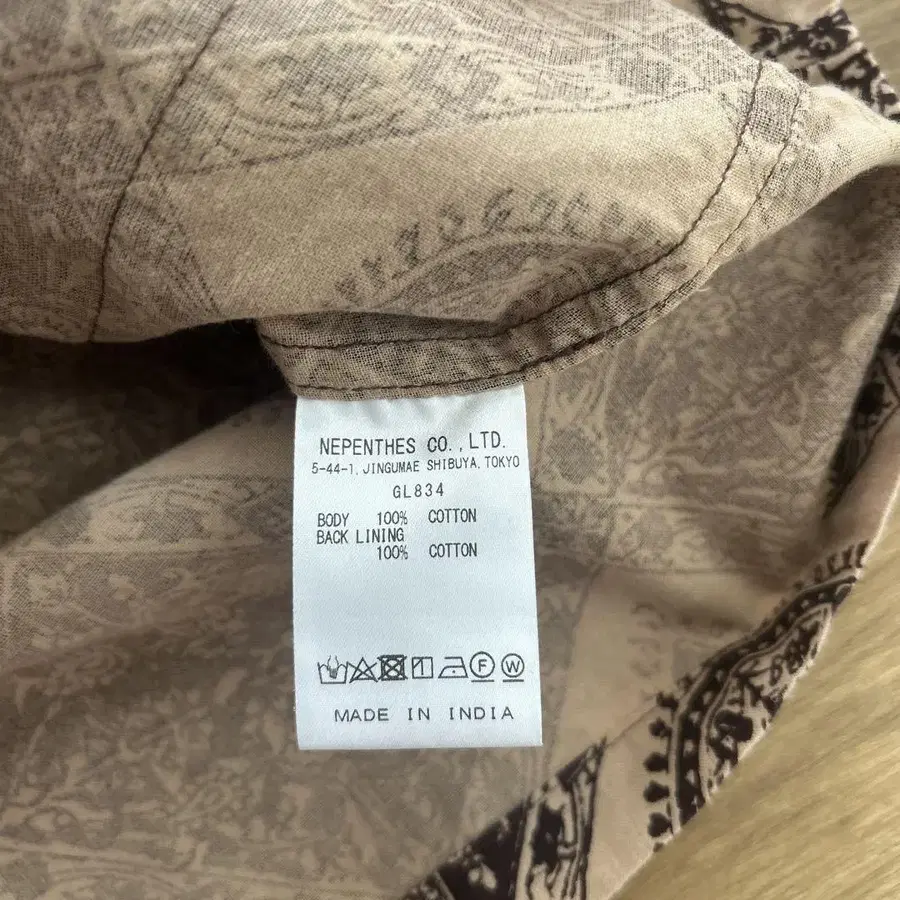 NEPENTHES CO.,LTD.
5-44-1, JINGUMAE SHIBUYA, TOKYO
GL834
BODY 100% COTTON
BACK LINING
100% COTTON
F W
MADE IN INDIA